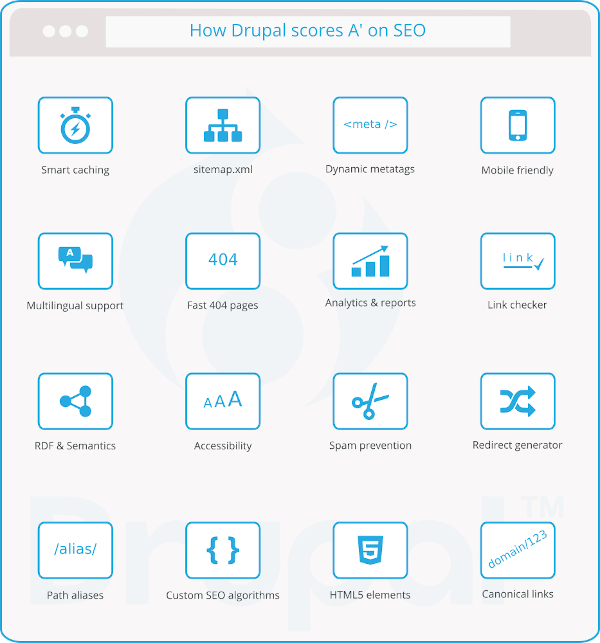 How Drupal scores A' on SEO
<meta />
Smart caching
sitemap.xml
Dynamic metatags
Mobile friendly
A
404
link
Multilingual support
Fast 404 pages
Analytics & reports
Link checker
A A A
RDF & Semantics
Accessibility
Spam prevention
Redirect generator
/alias/
{ }
5
domain/123
Path aliases
Custom SEO algorithms
HTML5 elements
Canonical links
Drupal™